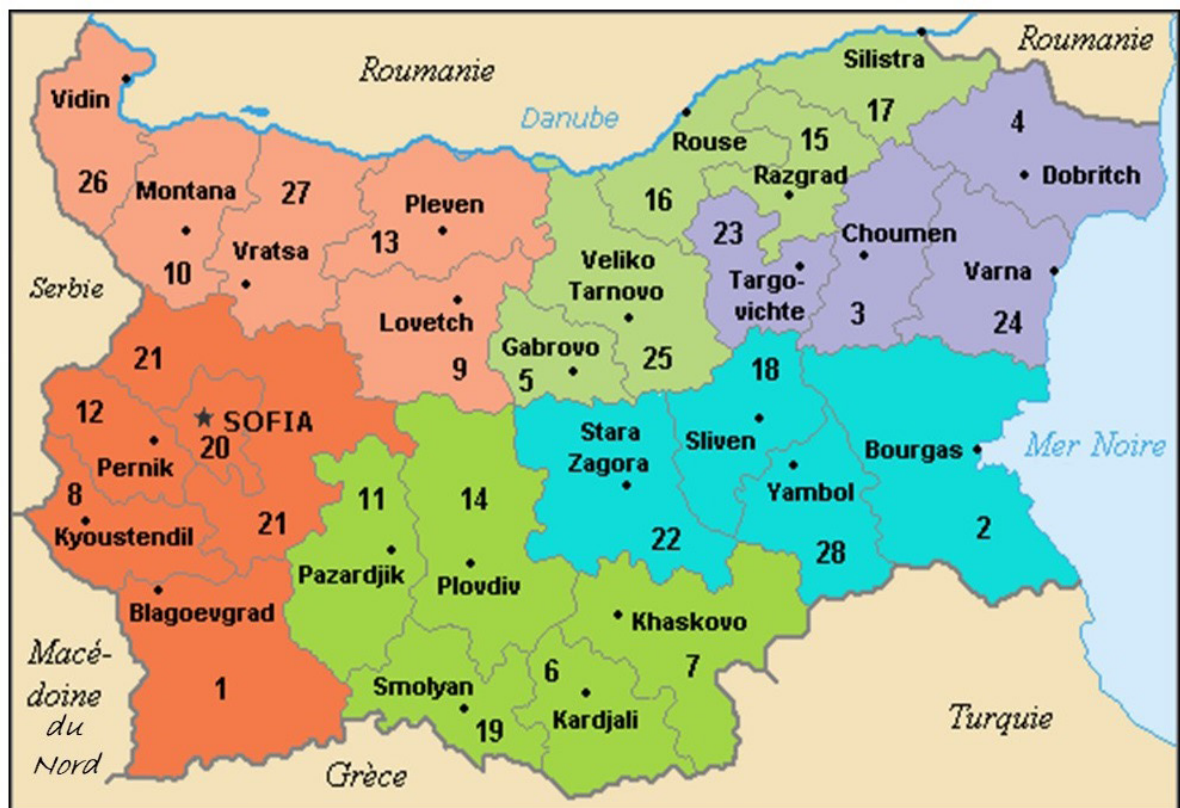 Roumanie
Roumanie
Silistra
Vidin
17
4
Danube
Rouse
15
26
Montana
27
Pleven
16
Razgrad
Dobritch
10
Vratsa
13
23
Choumen
Veliko
Tarnovo
Targo-
vichte
Varna
Serbie
Lovetch
3
24
21
9
Gabrovo
5
25
18
12
SOFIA
20
Pernik
Stara
Zagora
Sliven
Bourgas
Mer Noire
8
Kyoustendil
21
11
14
Yambol
22
28
2
Pazardjik
Plovdiv
Blagoevgrad
Khaskovo
Macé-
doine
du
Nord
1
Smolyan
19
6
Kardjali
7
Turquie
Grèce